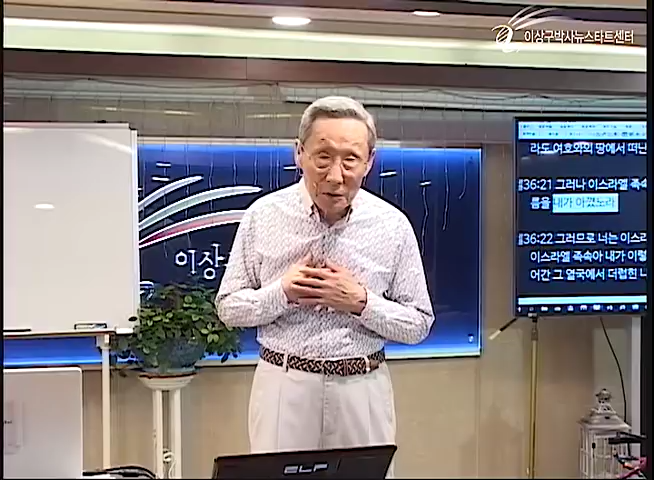 이상구박사뉴스타트센터
라도 여호와의 땅에서 떠난
36:21 그러나 이스라엘 족속
름을 내가 아꼈노라
36:22 그러므로 너는 이스라
이스라엘 족속아 내가 이렇
어간 그 열국에서 더럽힌 나
이상